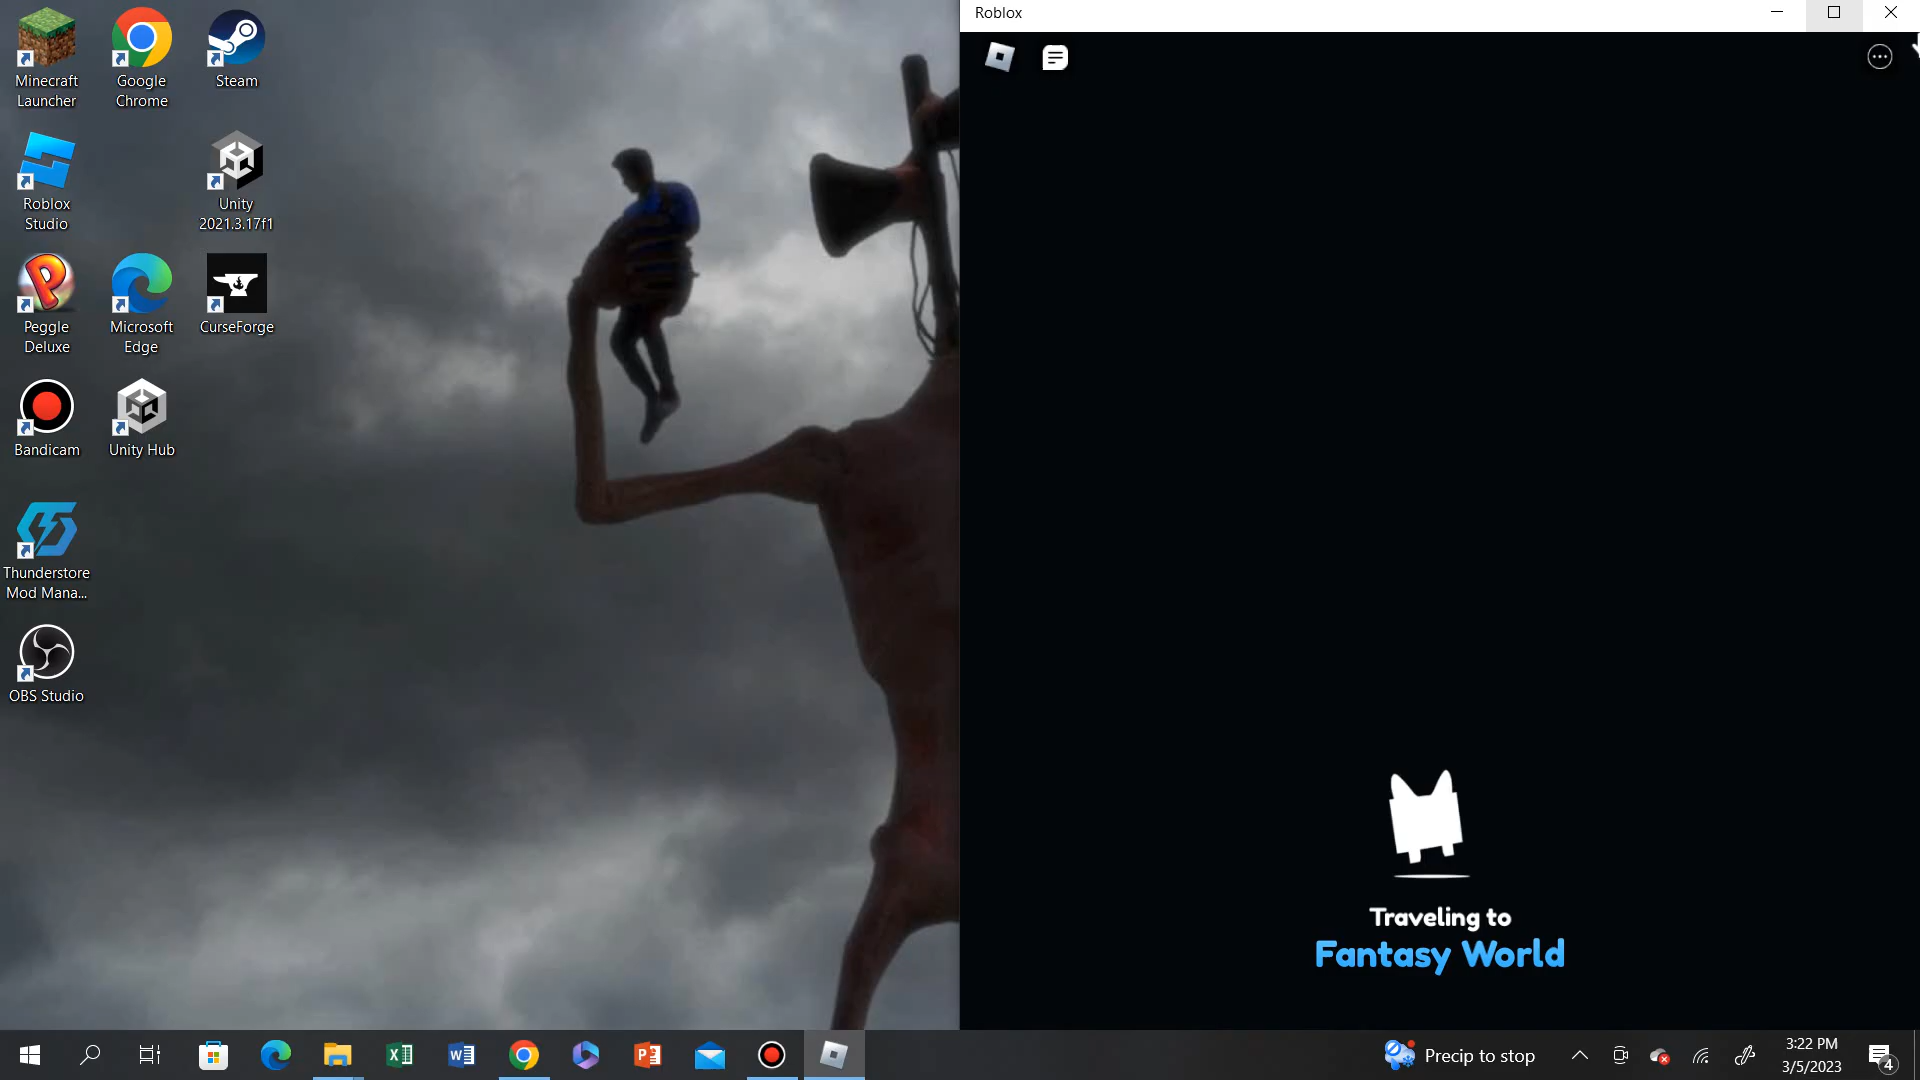 Minecraft
Launcher
Google
Chrome
Steam
Roblox
Studio
Unity
2021.3.17f1
Peggle
Deluxe
Microsoft
Edge
CurseForge
Bandicam
Unity Hub
Thunderstore
Mod Mana...
OBS Studio
Roblox
Traveling to
Fantasy World
Precip to stop
3:22 PM
3/5/2023
4